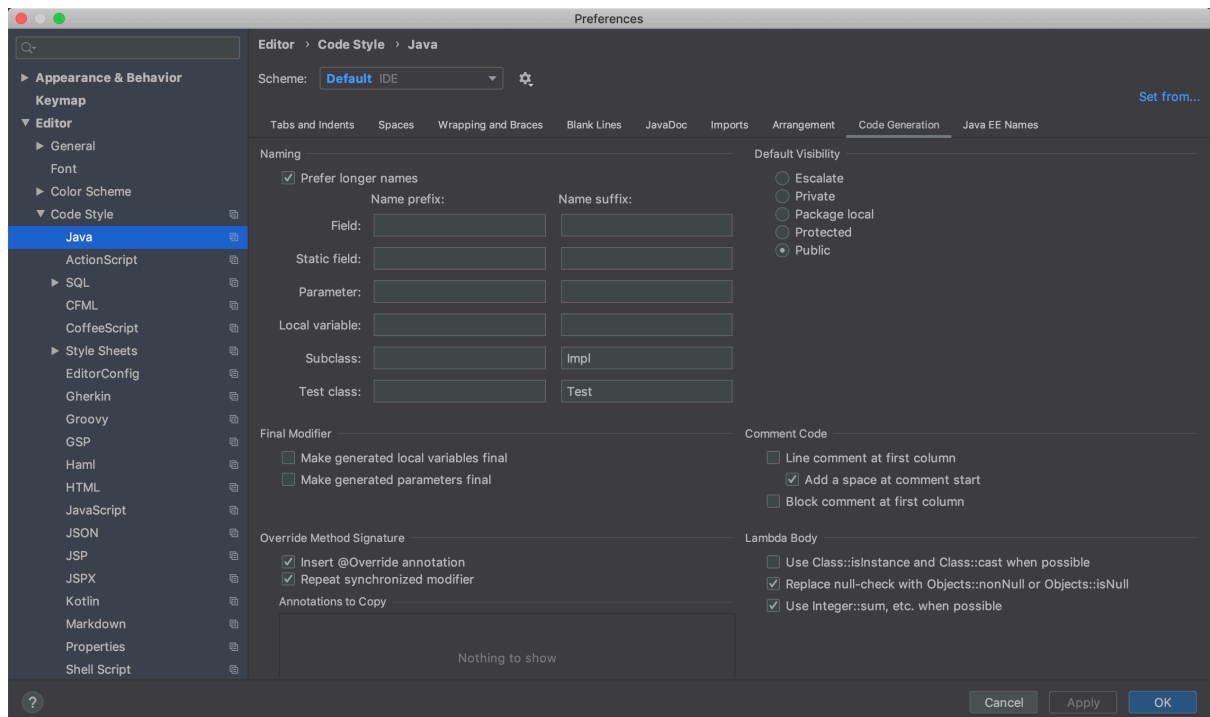 Preferences
Appearance & Behavior
Keymap
Editor
General
Font
Color Scheme
Code Style
Java
ActionScript
SQL
CFML
CoffeeScript
Style Sheets
EditorConfig
Gherkin
Groovy
GSP
Haml
HTML
JavaScript
JSON
JSP
JSPX
Kotlin
Markdown
Properties
Shell Script
?
Editor › Code Style › Java
Scheme: Default IDE
Set from...
Tabs and Indents Spaces Wrapping and Braces Blank Lines JavaDoc Imports Arrangement Code Generation Java EE Names
Naming
Prefer longer names
Name prefix: Name suffix:
Field:
Static field:
Parameter:
Local variable:
Subclass: Impl
Test class: Test
Default Visibility
Escalate
Private
Package local
Protected
Public
Final Modifier
Make generated local variables final
Make generated parameters final
Comment Code
Line comment at first column
Add a space at comment start
Block comment at first column
Override Method Signature
Insert @Override annotation
Repeat synchronized modifier
Annotations to Copy
Nothing to show
Lambda Body
Use Class::isInstance and Class::cast when possible
Replace null-check with Objects::nonNull or Objects::isNull
Use Integer::sum, etc. when possible
Cancel Apply OK